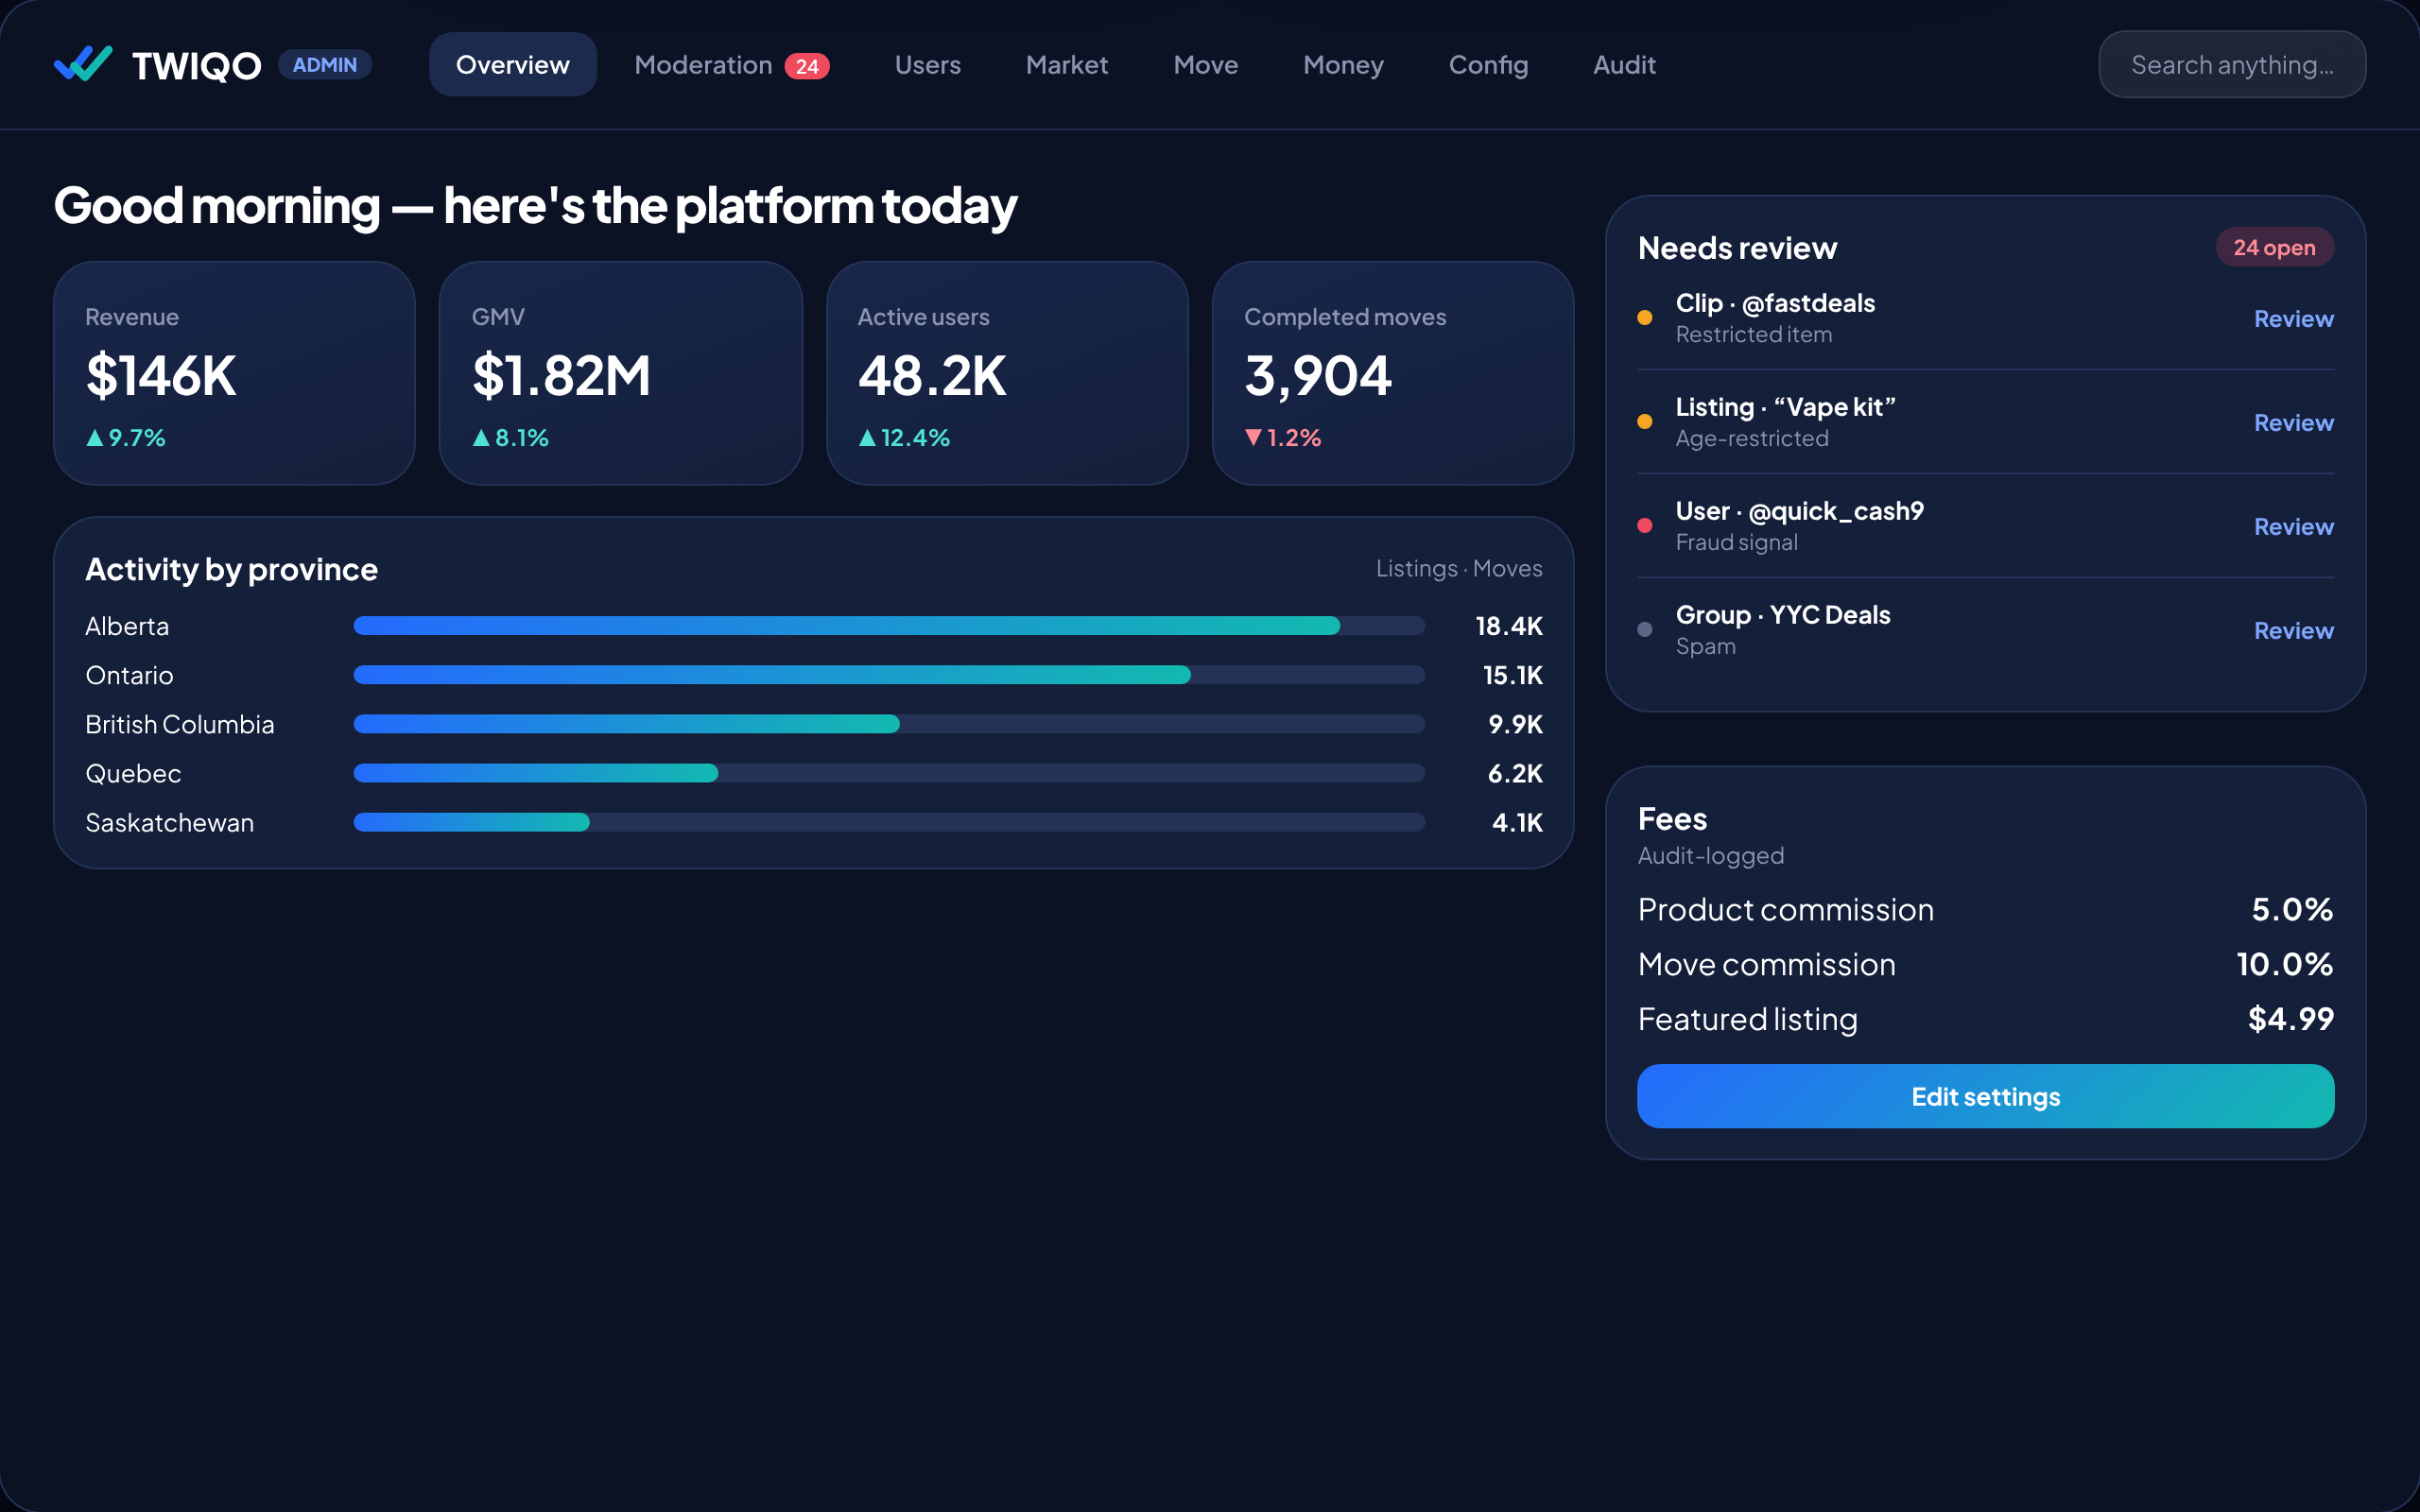 TWIQO ADMIN Overview Moderation 24 Users Market Move Money Config Audit Search anything…
Good morning — here's the platform today
Revenue
$146K
▲ 9.7%
GMV
$1.82M
▲ 8.1%
Active users
48.2K
▲ 12.4%
Completed moves
3,904
▼ 1.2%
Activity by province Listings · Moves
Alberta 18.4K
Ontario 15.1K
British Columbia 9.9K
Quebec 6.2K
Saskatchewan 4.1K
Needs review 24 open
Clip · @fastdeals
Restricted item
Review
Listing · “Vape kit”
Age-restricted
Review
User · @quick_cash9
Fraud signal
Review
Group · YYC Deals
Spam
Review
Fees
Audit-logged
Product commission 5.0%
Move commission 10.0%
Featured listing $4.99
Edit settings